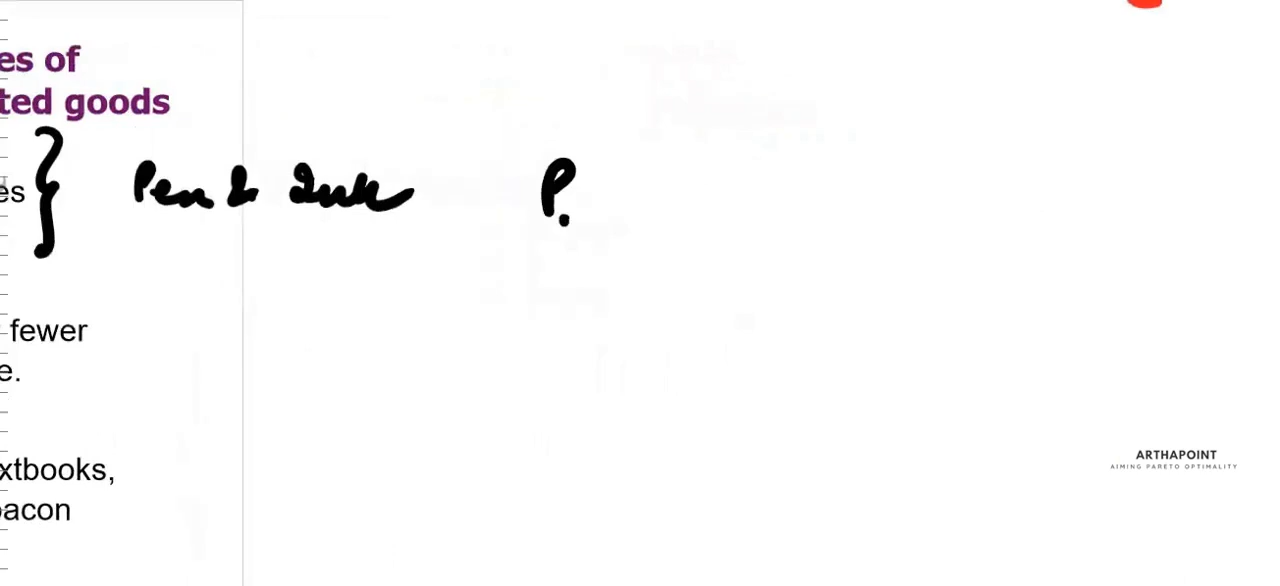 es of
ted goods
es } Pen & Ink P.
fewer
e.
xtbooks,
bacon
ARTHAPOINT
AIMING PARETO OPTIMALITY